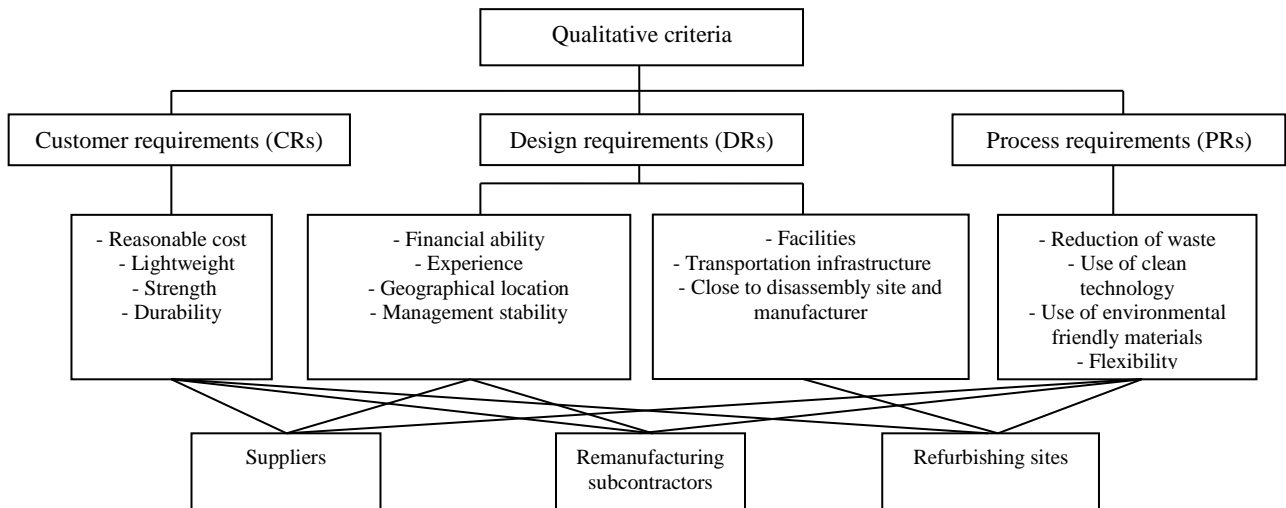 Qualitative criteria
Customer requirements (CRs)
Design requirements (DRs)
Process requirements (PRs)
- Reasonable cost
- Lightweight
- Strength
- Durability
- Financial ability
- Experience
- Geographical location
- Management stability
- Facilities
- Transportation infrastructure
- Close to disassembly site and
manufacturer
- Reduction of waste
- Use of clean
technology
- Use of environmental
friendly materials
- Flexibility
Suppliers
Remanufacturing
subcontractors
Refurbishing sites